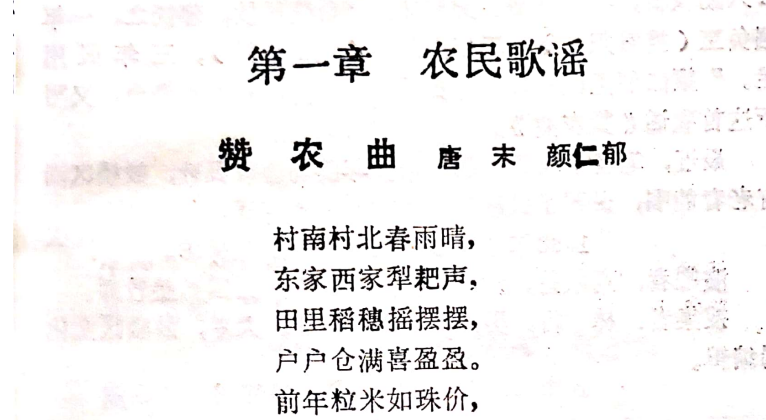 第一章 农民歌谣
赞农曲 唐末 颜仁郁
村南村北春雨晴，
东家西家犁耙声，
田里稻穗摇摆摆，
户户仓满喜盈盈。
前年粒米如珠价，